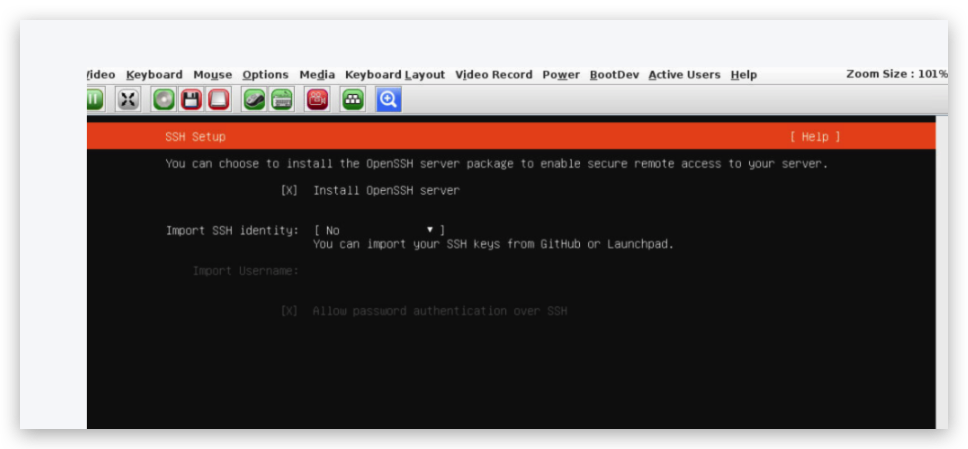 ideo Keyboard Mouse Options Media Keyboard Layout Video Record Power BootDev Active Users Help Zoom Size : 101%
SSH Setup [ Help ]
You can choose to install the OpenSSH server package to enable secure remote access to your server.
[X] Install OpenSSH server
Import SSH identity: [ No ▾ ]
You can import your SSH keys from GitHub or Launchpad.
Import Username:
[X] Allow password authentication over SSH